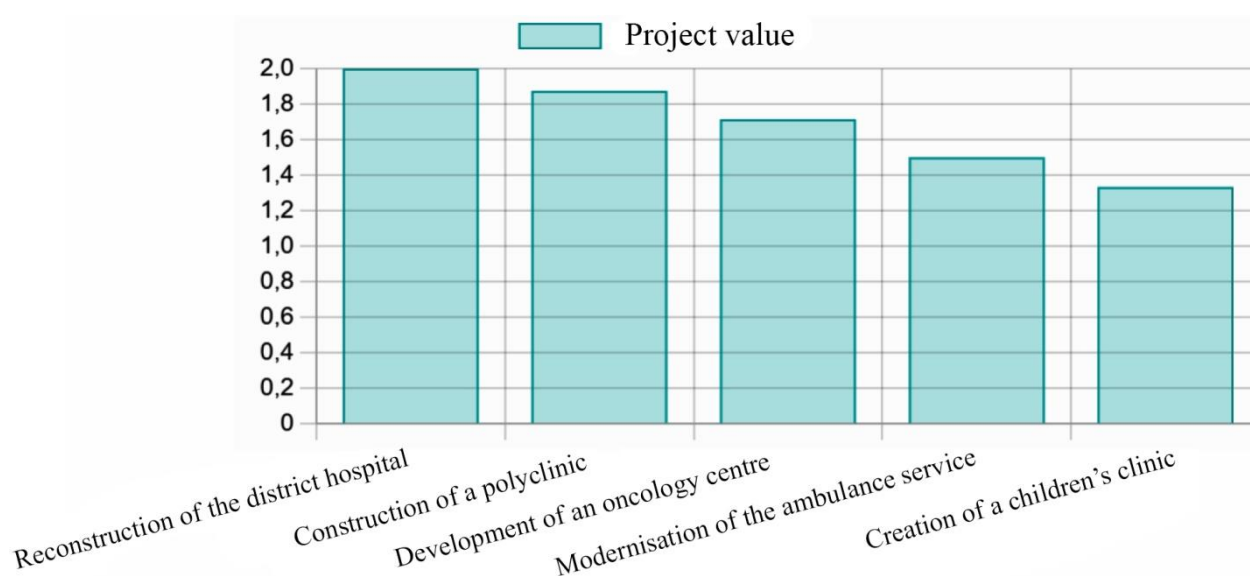 Project value
2,0
1,8
1,6
1,4
1,2
1,0
0,8
0,6
0,4
0,2
0
Reconstruction of the district hospital
Construction of a polyclinic
Development of an oncology centre
Modernisation of the ambulance service
Creation of a children’s clinic